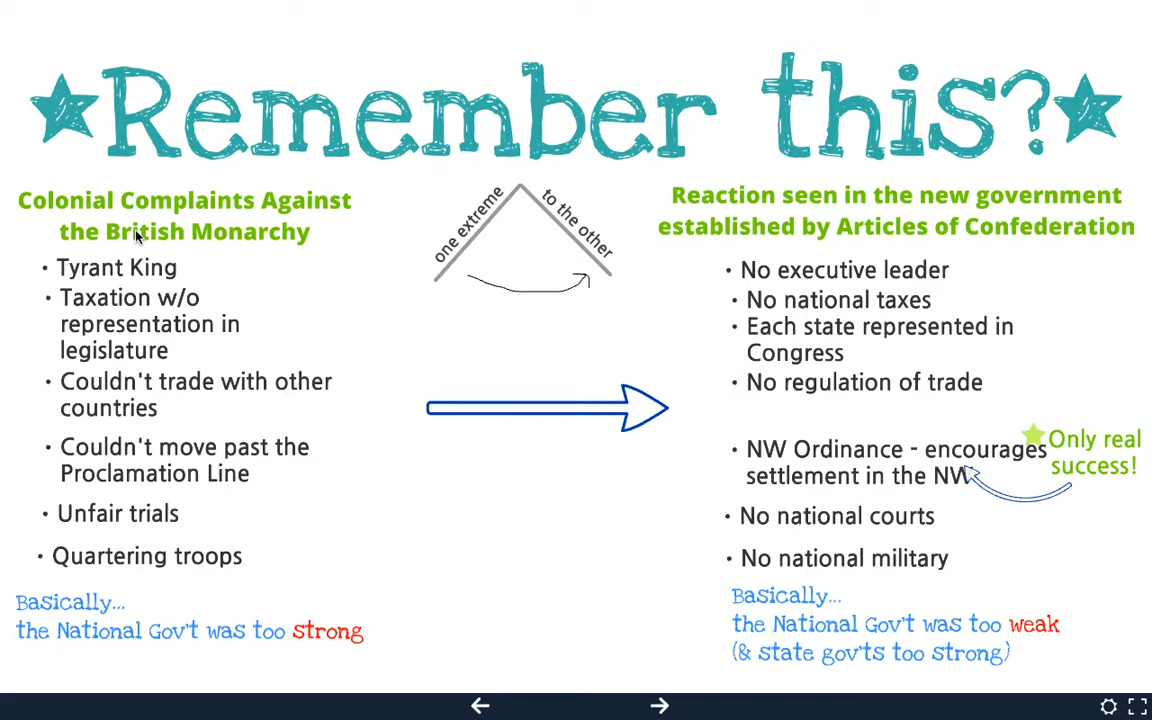 Remember this?
Colonial Complaints Against
the British Monarchy
• Tyrant King
• Taxation w/o
representation in
legislature
• Couldn't trade with other
countries
• Couldn't move past the
Proclamation Line
• Unfair trials
• Quartering troops
Basically...
the National Gov't was too strong
one extreme
to the other
Reaction seen in the new government
established by Articles of Confederation
• No executive leader
• No national taxes
• Each state represented in
Congress
• No regulation of trade
• NW Ordinance - encourages
settlement in the NW
Only real
success!
• No national courts
• No national military
Basically...
the National Gov't was too weak
(& state gov'ts too strong)